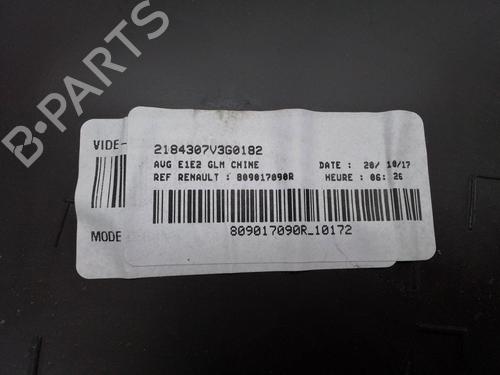 VIDE-
2184307V3G0182
AVG E1E2 GLM CHINE
DATE : 20/ 10/17
REF RENAULT : 809017090R
HEURE : 06: 26
MODE
809017090R_10172
B-PARTS